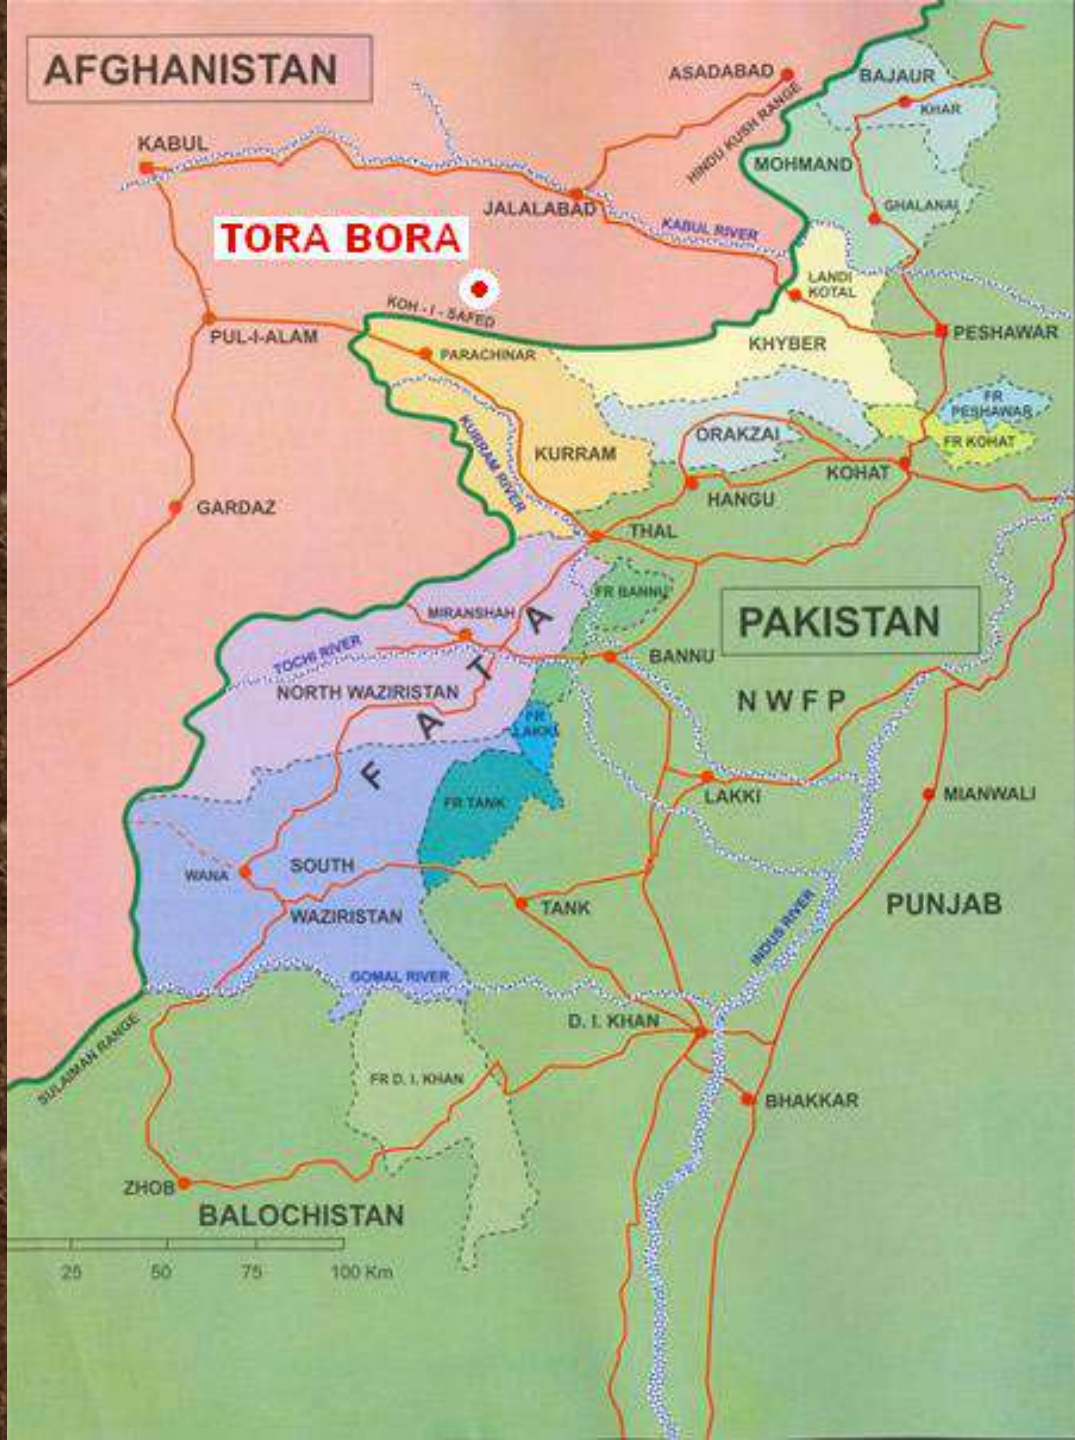 AFGHANISTAN
ASADABAD
BAJAUR
KHAR
HINDU KUSH RANGE
KABUL
MOHMAND
JALALABAD
GHALANAI
KABUL RIVER
TORA BORA
LANDI
KOTAL
KOH - I - SAFED
PUL-I-ALAM
PARACHINAR
KHYBER
PESHAWAR
FR
PESHAWAR
KURRAM RIVER
ORAKZAI
FR KOHAT
KURRAM
KOHAT
HANGU
GARDAZ
THAL
FR BANNU
MIRANSHAH
PAKISTAN
TOCHI RIVER
BANNU
NORTH WAZIRISTAN
N W F P
FR
LAKKI
F A T A
LAKKI
MIANWALI
FR TANK
WANA
SOUTH
WAZIRISTAN
TANK
PUNJAB
INDUS RIVER
GOMAL RIVER
D. I. KHAN
SULAIMAN RANGE
FR D. I. KHAN
BHAKKAR
ZHOB
BALOCHISTAN
25 50 75 100 Km